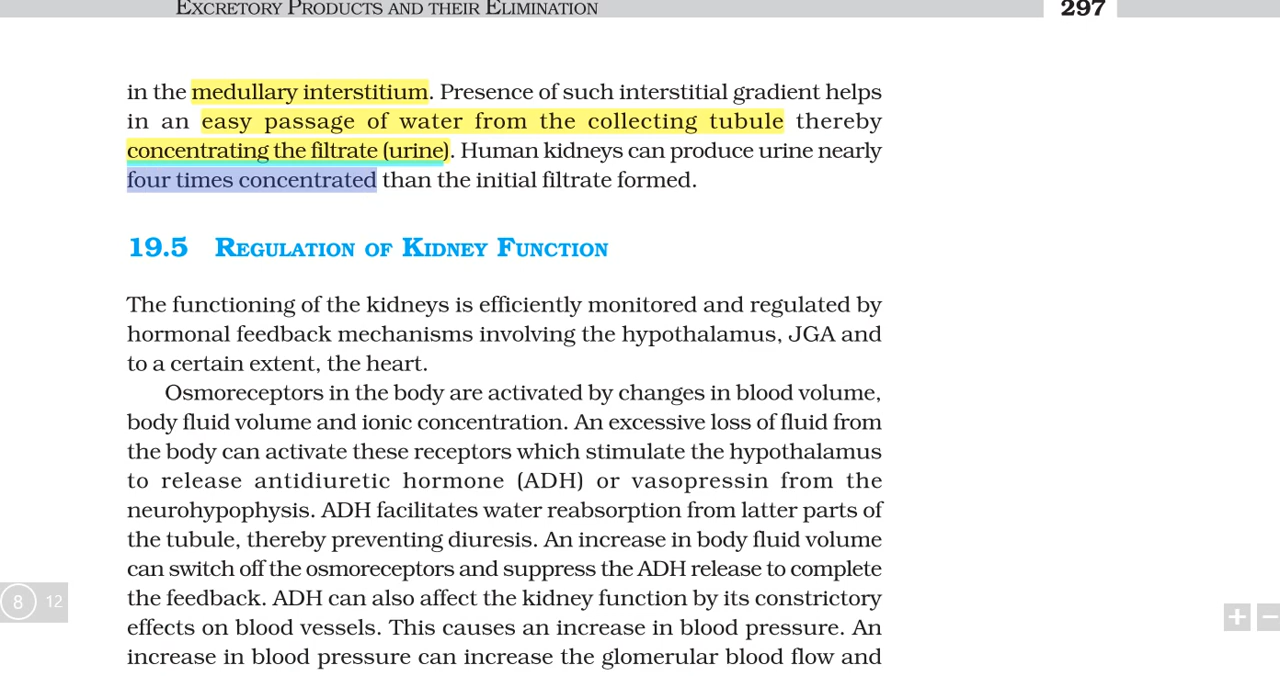 EXCRETORY PRODUCTS AND THEIR ELIMINATION 297
in the medullary interstitium. Presence of such interstitial gradient helps
in an easy passage of water from the collecting tubule thereby
concentrating the filtrate (urine). Human kidneys can produce urine nearly
four times concentrated than the initial filtrate formed.
19.5 REGULATION OF KIDNEY FUNCTION
The functioning of the kidneys is efficiently monitored and regulated by
hormonal feedback mechanisms involving the hypothalamus, JGA and
to a certain extent, the heart.
Osmoreceptors in the body are activated by changes in blood volume,
body fluid volume and ionic concentration. An excessive loss of fluid from
the body can activate these receptors which stimulate the hypothalamus
to release antidiuretic hormone (ADH) or vasopressin from the
neurohypophysis. ADH facilitates water reabsorption from latter parts of
the tubule, thereby preventing diuresis. An increase in body fluid volume
can switch off the osmoreceptors and suppress the ADH release to complete
the feedback. ADH can also affect the kidney function by its constrictory
effects on blood vessels. This causes an increase in blood pressure. An
increase in blood pressure can increase the glomerular blood flow and
8 12
+ −